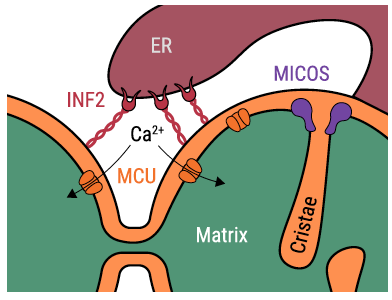 ER
MICOS
INF2
Ca²⁺
MCU
Matrix
Cristae